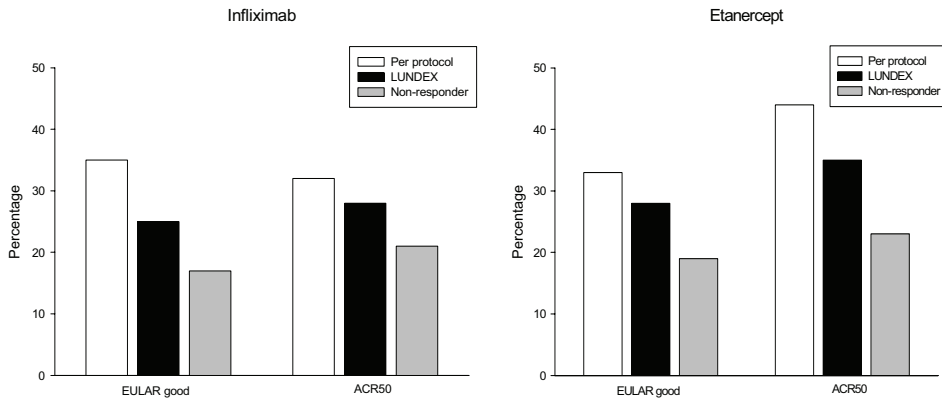 Infliximab
Per protocol
LUNDEX
Non-responder
50
40
30
20
10
0
Percentage
EULAR good
ACR50
Etanercept
Per protocol
LUNDEX
Non-responder
50
40
30
20
10
0
Percentage
EULAR good
ACR50